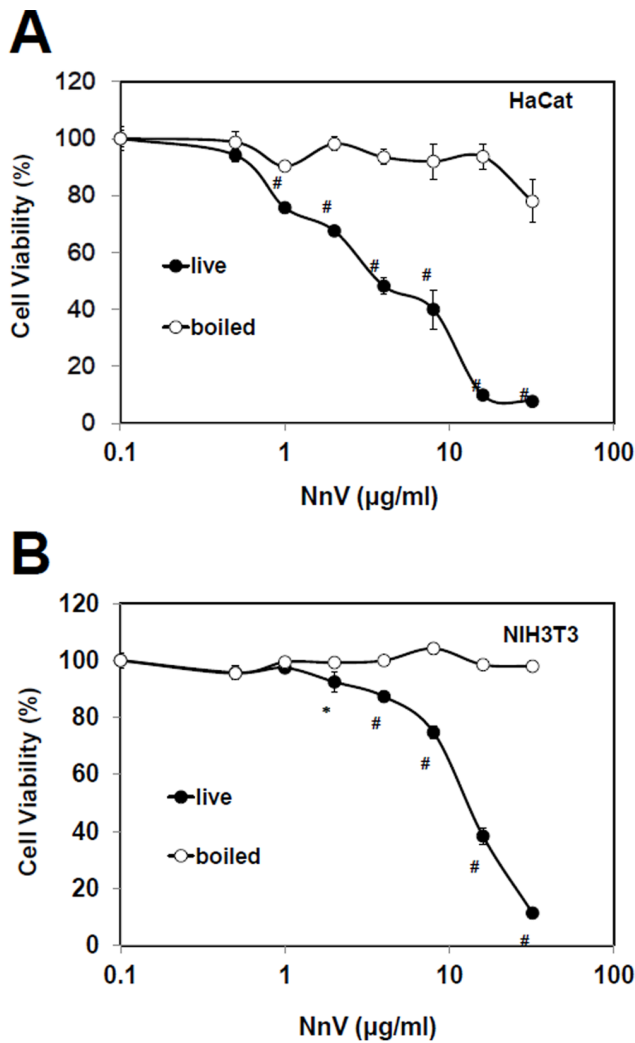 A
120
100
80
60
40
20
0
Cell Viability (%)
HaCat
#
#
#
#
#
#
live
boiled
0.1 1 10 100
NnV (µg/ml)
B
120
100
80
60
40
20
0
Cell Viability (%)
NIH3T3
*
#
#
#
#
live
boiled
0.1 1 10 100
NnV (µg/ml)